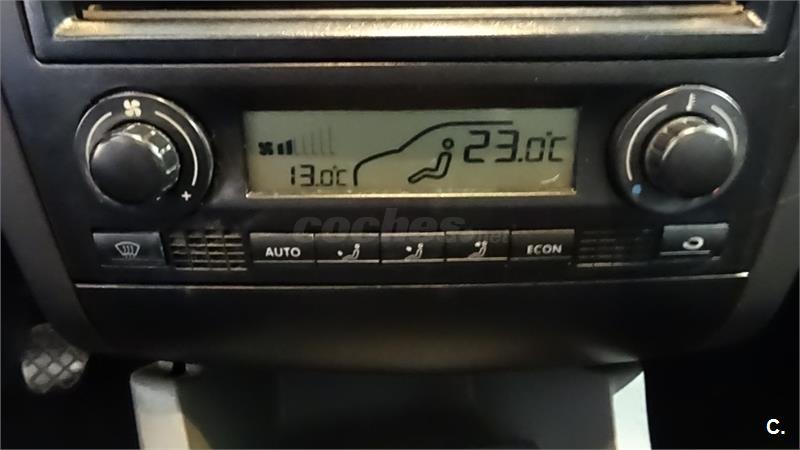 23.0°C
13.0°C
coches.net
AUTO
ECON
C.